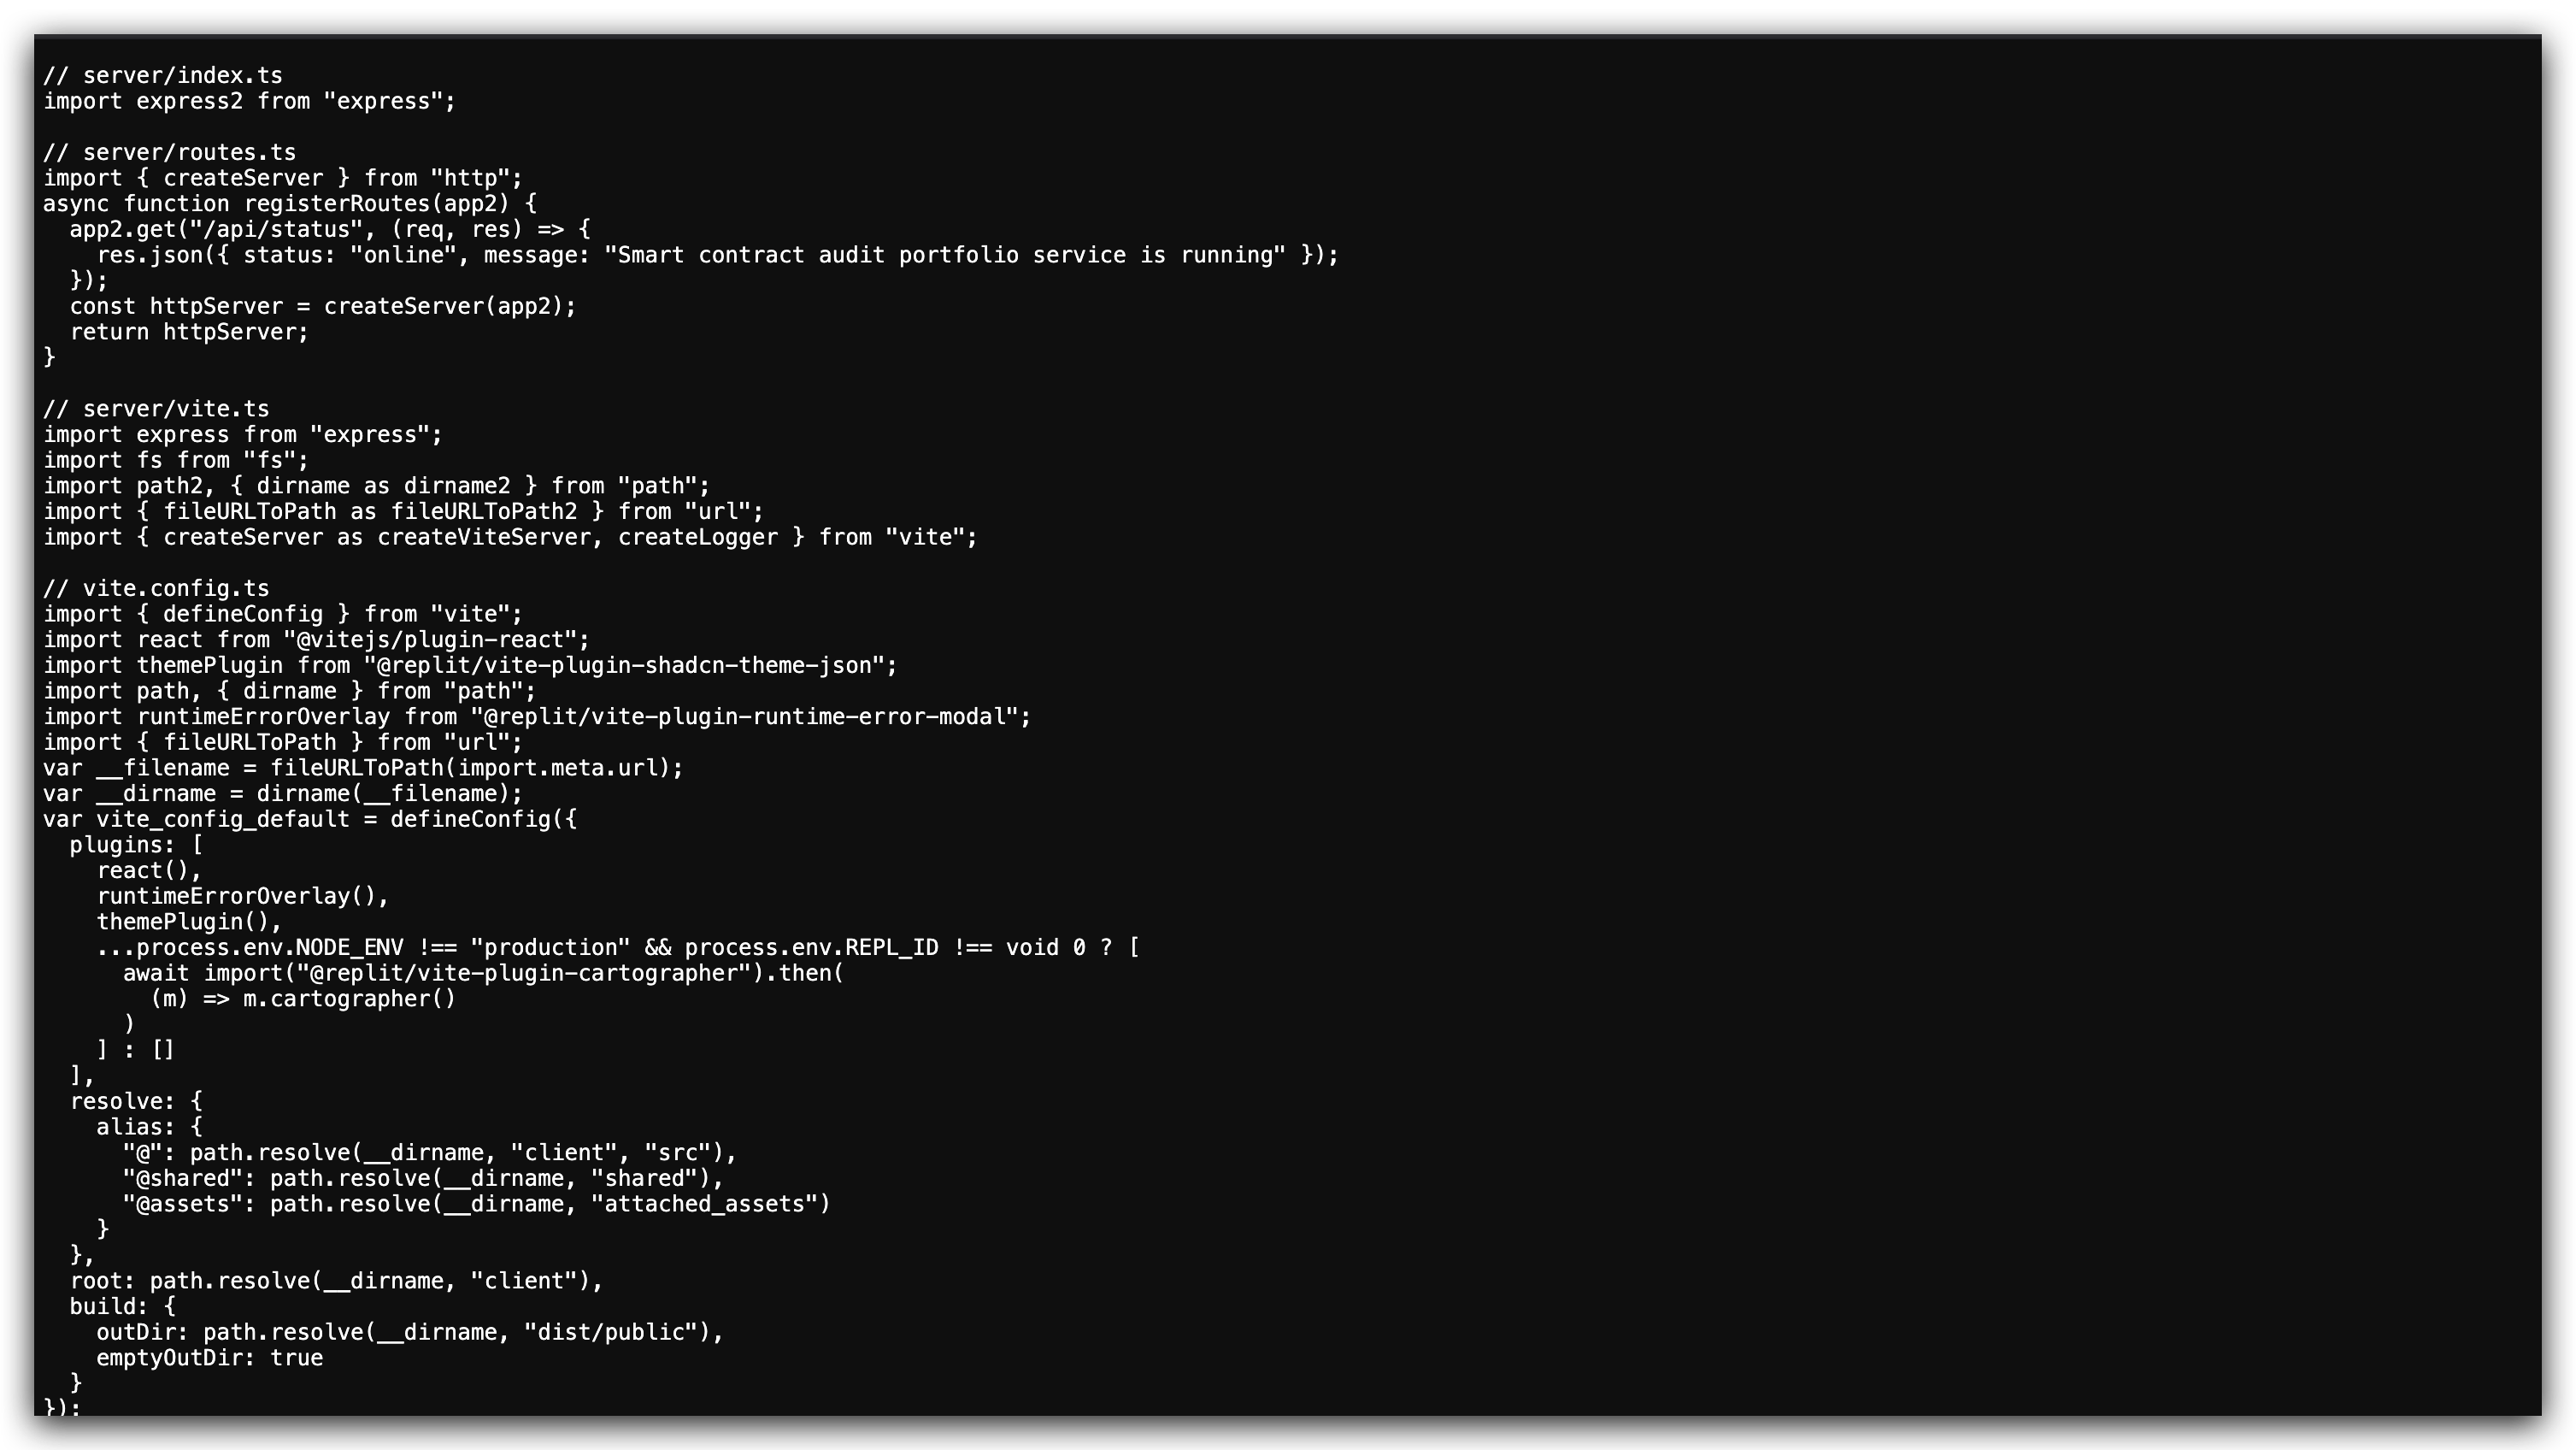 // server/index.ts
import express2 from "express";

// server/routes.ts
import { createServer } from "http";
async function registerRoutes(app2) {
  app2.get("/api/status", (req, res) => {
    res.json({ status: "online", message: "Smart contract audit portfolio service is running" });
  });
  const httpServer = createServer(app2);
  return httpServer;
}

// server/vite.ts
import express from "express";
import fs from "fs";
import path2, { dirname as dirname2 } from "path";
import { fileURLToPath as fileURLToPath2 } from "url";
import { createServer as createViteServer, createLogger } from "vite";

// vite.config.ts
import { defineConfig } from "vite";
import react from "@vitejs/plugin-react";
import themePlugin from "@replit/vite-plugin-shadcn-theme-json";
import path, { dirname } from "path";
import runtimeErrorOverlay from "@replit/vite-plugin-runtime-error-modal";
import { fileURLToPath } from "url";
var __filename = fileURLToPath(import.meta.url);
var __dirname = dirname(__filename);
var vite_config_default = defineConfig({
  plugins: [
    react(),
    runtimeErrorOverlay(),
    themePlugin(),
    ...process.env.NODE_ENV !== "production" && process.env.REPL_ID !== void 0 ? [
      await import("@replit/vite-plugin-cartographer").then(
        (m) => m.cartographer()
      )
    ] : []
  ],
  resolve: {
    alias: {
      "@": path.resolve(__dirname, "client", "src"),
      "@shared": path.resolve(__dirname, "shared"),
      "@assets": path.resolve(__dirname, "attached_assets")
    }
  },
  root: path.resolve(__dirname, "client"),
  build: {
    outDir: path.resolve(__dirname, "dist/public"),
    emptyOutDir: true
  }
});